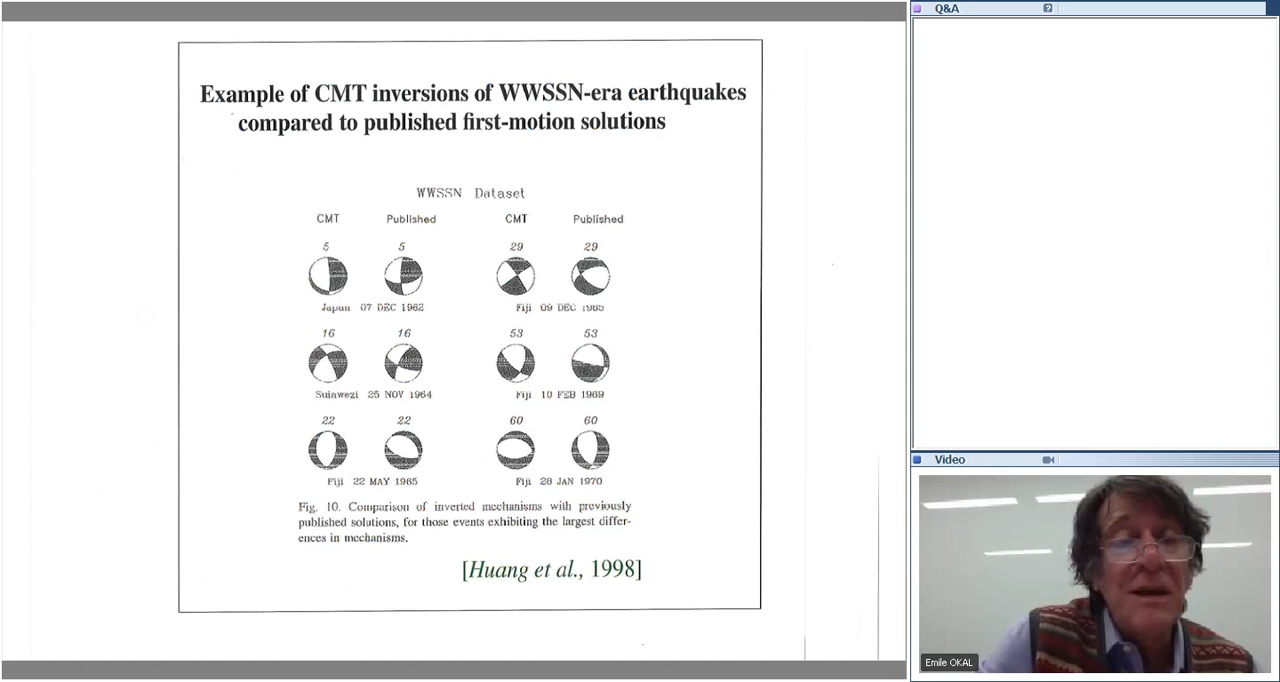 Example of CMT inversions of WWSSN-era earthquakes
compared to published first-motion solutions
WWSSN Dataset
CMT Published CMT Published
5 5 29 29
Japan 07 DEC 1962 Fiji 09 DEC 1965
16 16 53 53
Sulawezi 25 NOV 1964 Fiji 10 FEB 1969
22 22 60 60
Fiji 22 MAY 1965 Fiji 28 JAN 1970
Fig. 10. Comparison of inverted mechanisms with previously
published solutions, for those events exhibiting the largest differ-
ences in mechanisms.
[Huang et al., 1998]
Q&A
?
Video
Emile OKAL